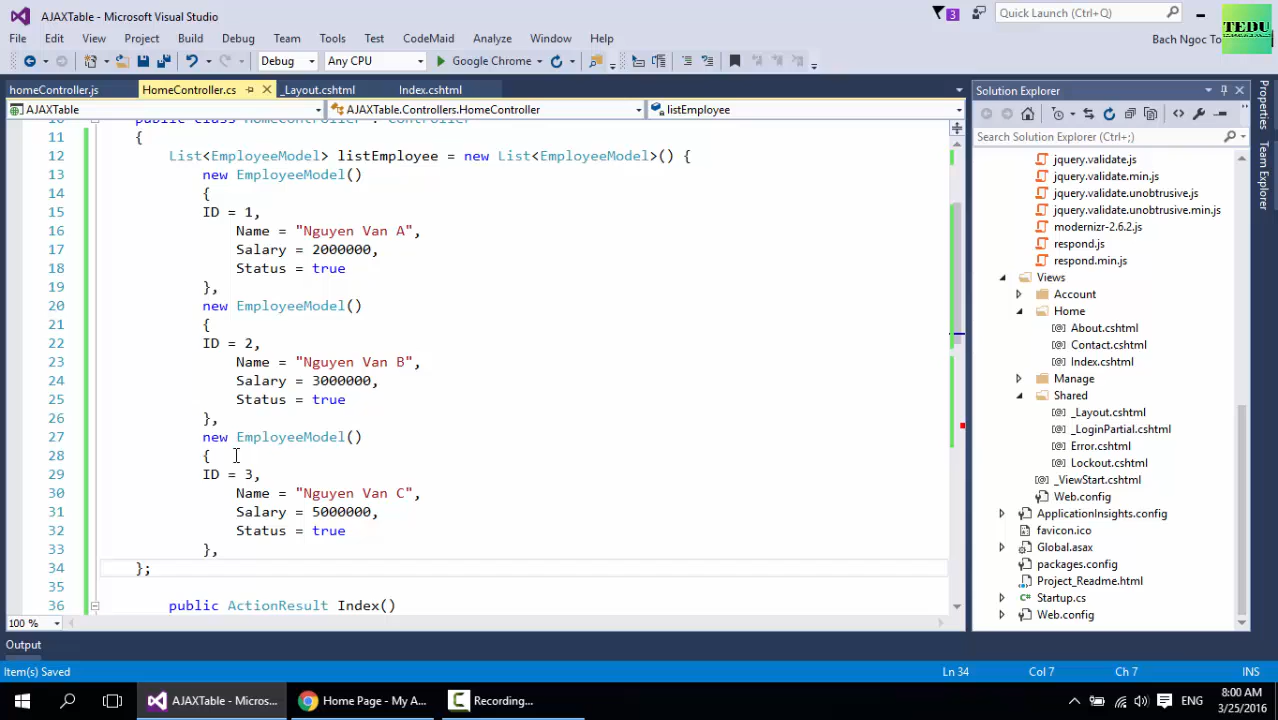 AJAXTable - Microsoft Visual Studio
3
Quick Launch (Ctrl+Q)
TEDU
File Edit View Project Build Debug Team Tools Test CodeMaid Analyze Window Help
Bach Ngoc To
Debug Any CPU Google Chrome
homeController.js HomeController.cs _Layout.cshtml Index.cshtml
AJAXTable AJAXTable.Controllers.HomeController listEmployee
11 {
12 List<EmployeeModel> listEmployee = new List<EmployeeModel>() {
13 new EmployeeModel()
14 {
15 ID = 1,
16 Name = "Nguyen Van A",
17 Salary = 2000000,
18 Status = true
19 },
20 new EmployeeModel()
21 {
22 ID = 2,
23 Name = "Nguyen Van B",
24 Salary = 3000000,
25 Status = true
26 },
27 new EmployeeModel()
28 {
29 ID = 3,
30 Name = "Nguyen Van C",
31 Salary = 5000000,
32 Status = true
33 },
34 };
35
36 public ActionResult Index()
100 %
Solution Explorer
Search Solution Explorer (Ctrl+;)
jquery.validate.js
jquery.validate.min.js
jquery.validate.unobtrusive.js
jquery.validate.unobtrusive.min.js
modernizr-2.6.2.js
respond.js
respond.min.js
Views
Account
Home
About.cshtml
Contact.cshtml
Index.cshtml
Manage
Shared
_Layout.cshtml
_LoginPartial.cshtml
Error.cshtml
Lockout.cshtml
_ViewStart.cshtml
Web.config
ApplicationInsights.config
favicon.ico
Global.asax
packages.config
Project_Readme.html
Startup.cs
Web.config
Properties
Team Explorer
Output
Item(s) Saved Ln 34 Col 7 Ch 7 INS
AJAXTable - Micros... Home Page - My A... Recording... ENG 8:00 AM
3/25/2016